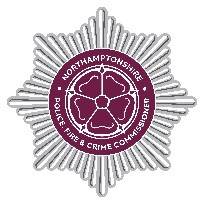 NORTHAMPTONSHIRE
POLICE, FIRE & CRIME COMMISSIONER